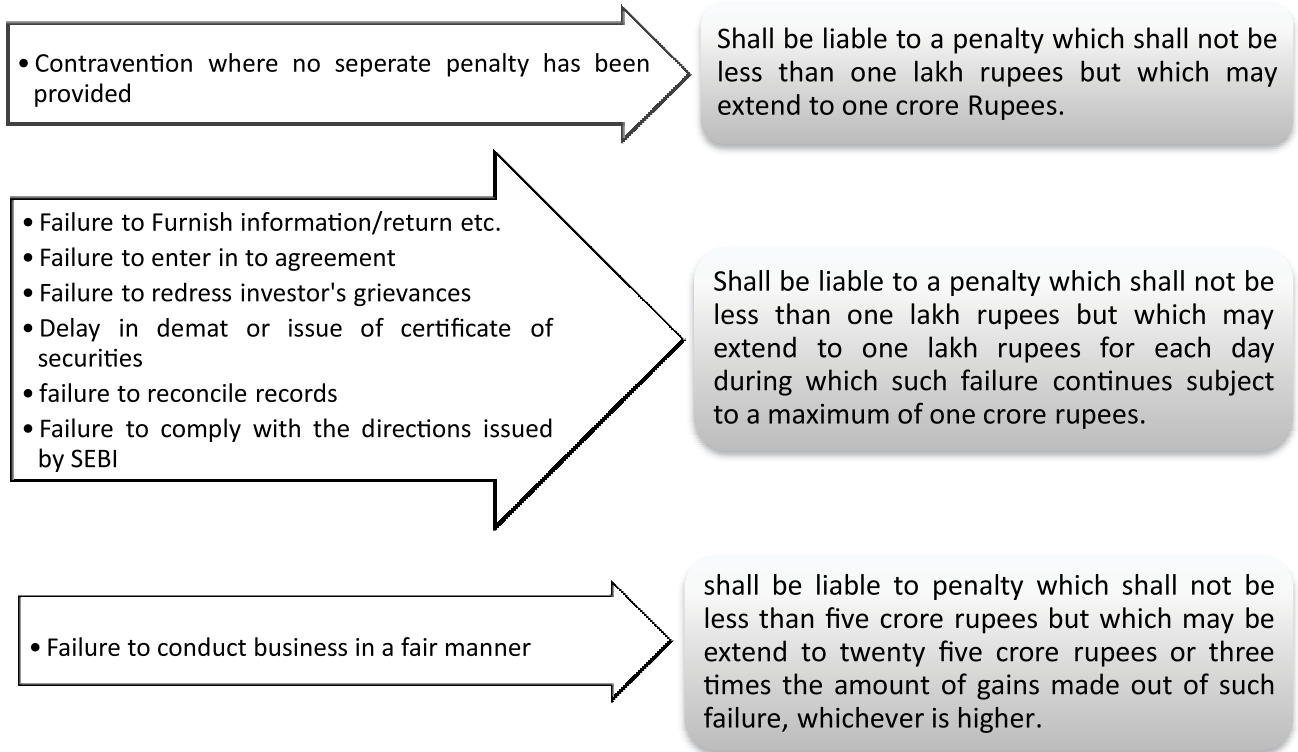 • Contravention where no seperate penalty has been
provided
Shall be liable to a penalty which shall not be
less than one lakh rupees but which may
extend to one crore Rupees.
• Failure to Furnish information/return etc.
• Failure to enter in to agreement
• Failure to redress investor's grievances
• Delay in demat or issue of certificate of
securities
• failure to reconcile records
• Failure to comply with the directions issued
by SEBI
Shall be liable to a penalty which shall not be
less than one lakh rupees but which may
extend to one lakh rupees for each day
during which such failure continues subject
to a maximum of one crore rupees.
• Failure to conduct business in a fair manner
shall be liable to penalty which shall not be
less than five crore rupees but which may be
extend to twenty five crore rupees or three
times the amount of gains made out of such
failure, whichever is higher.